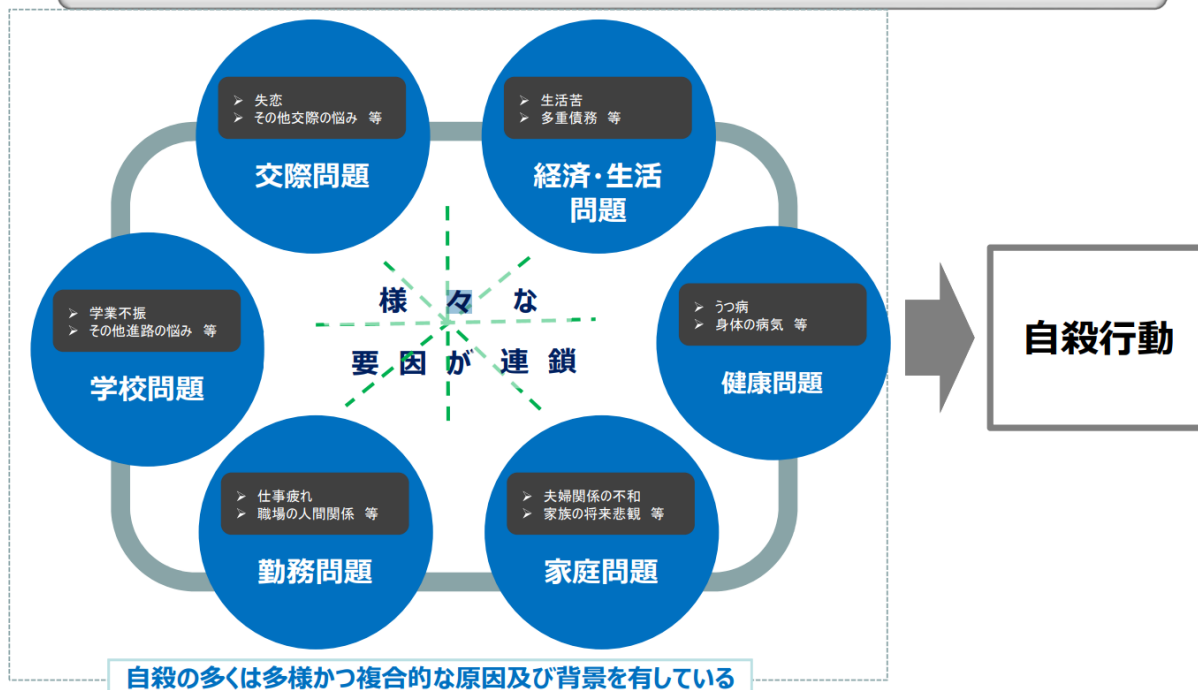 ➢ 失恋
➢ その他交際の悩み 等
交際問題
➢ 生活苦
➢ 多重債務 等
経済・生活
問題
➢ 学業不振
➢ その他進路の悩み 等
学校問題
様々な
要因が連鎖
➢ うつ病
➢ 身体の病気 等
健康問題
自殺行動
➢ 仕事疲れ
➢ 職場の人間関係 等
勤務問題
➢ 夫婦関係の不和
➢ 家族の将来悲観 等
家庭問題
自殺の多くは多様かつ複合的な原因及び背景を有している